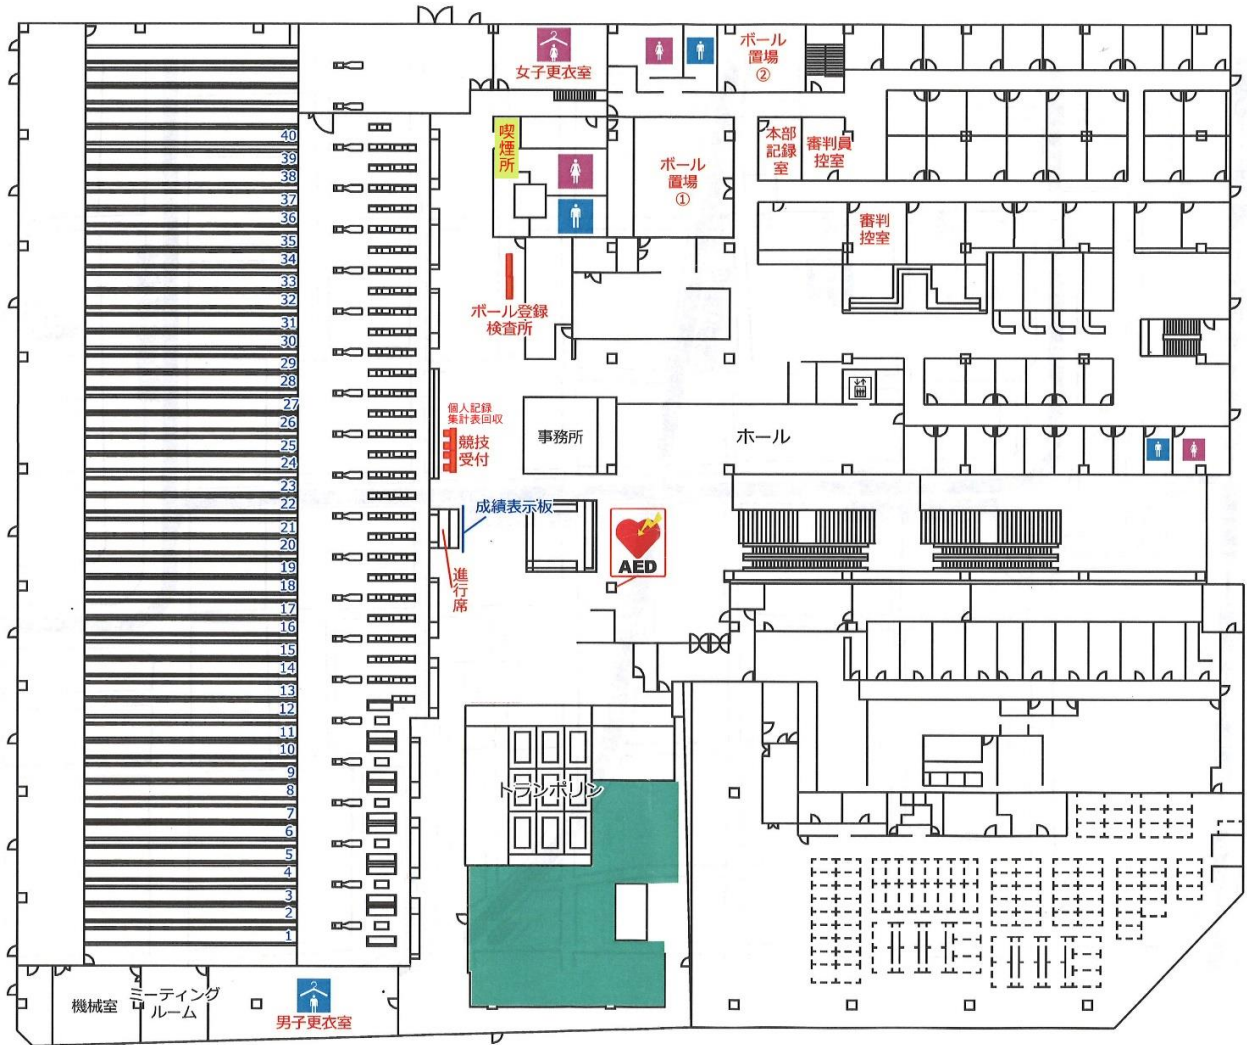 女子更衣室
ボール
置場
②
喫煙所
ボール
置場
①
本部
記録
室
審判員
控室
審判
控室
ボール登録
検査所
個人記録
集計表回収
競技
受付
事務所
ホール
成績表示板
AED
進行席
トランポリン
機械室
ミーティング
ルーム
男子更衣室
40
39
38
37
36
35
34
33
32
31
30
29
28
27
26
25
24
23
22
21
20
19
18
17
16
15
14
13
12
11
10
9
8
7
6
5
4
3
2
1